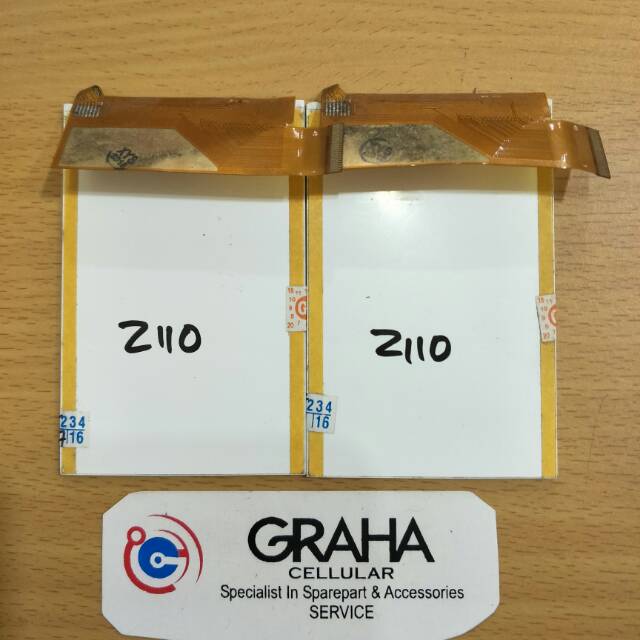 Z110
Z110
234
16
234
16
GRAHA
CELLULAR
Specialist In Sparepart & Accessories
SERVICE